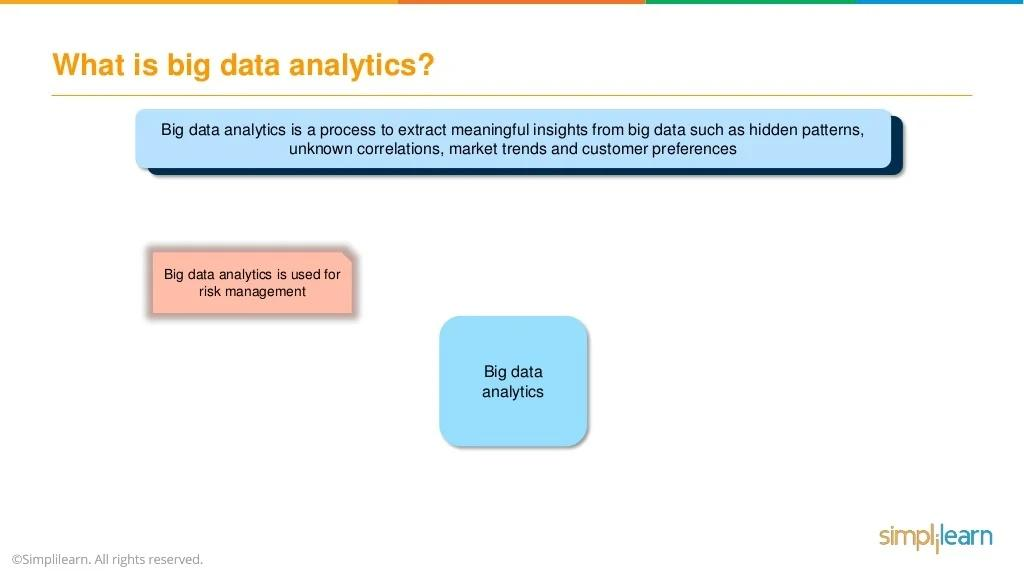 What is big data analytics?
Big data analytics is a process to extract meaningful insights from big data such as hidden patterns,
unknown correlations, market trends and customer preferences
Big data analytics is used for
risk management
Big data
analytics
simplilearn
©Simplilearn. All rights reserved.